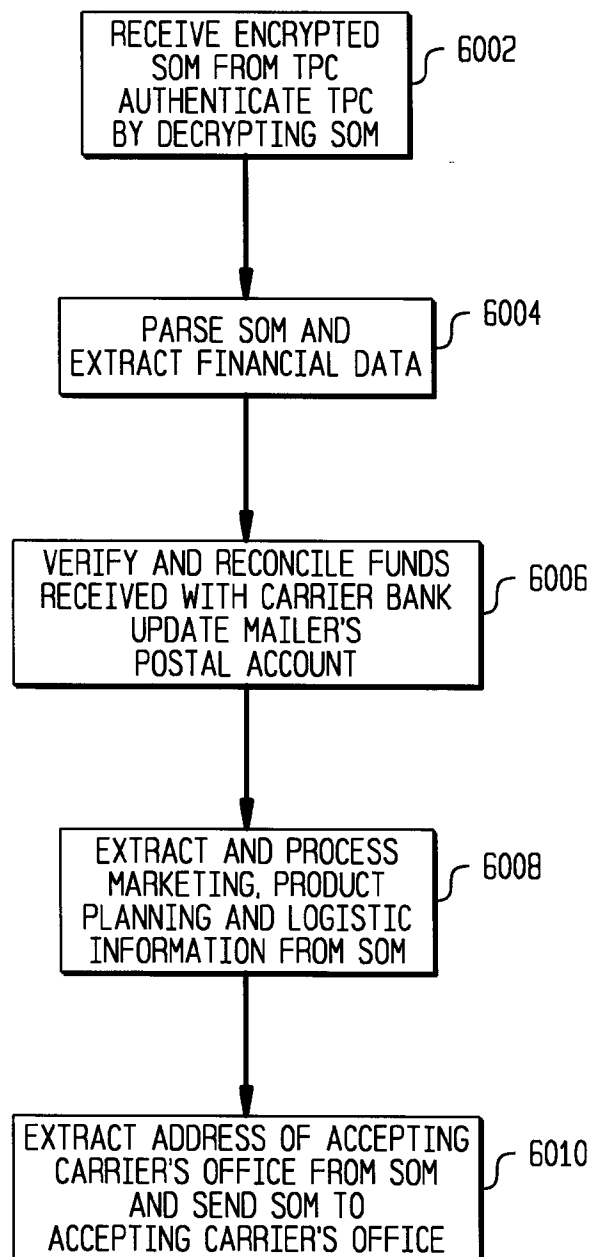 RECEIVE ENCRYPTED
SOM FROM TPC
AUTHENTICATE TPC
BY DECRYPTING SOM
6002
PARSE SOM AND
EXTRACT FINANCIAL DATA
6004
VERIFY AND RECONCILE FUNDS
RECEIVED WITH CARRIER BANK
UPDATE MAILER'S
POSTAL ACCOUNT
6006
EXTRACT AND PROCESS
MARKETING, PRODUCT
PLANNING AND LOGISTIC
INFORMATION FROM SOM
6008
EXTRACT ADDRESS OF ACCEPTING
CARRIER'S OFFICE FROM SOM
AND SEND SOM TO
ACCEPTING CARRIER'S OFFICE
6010